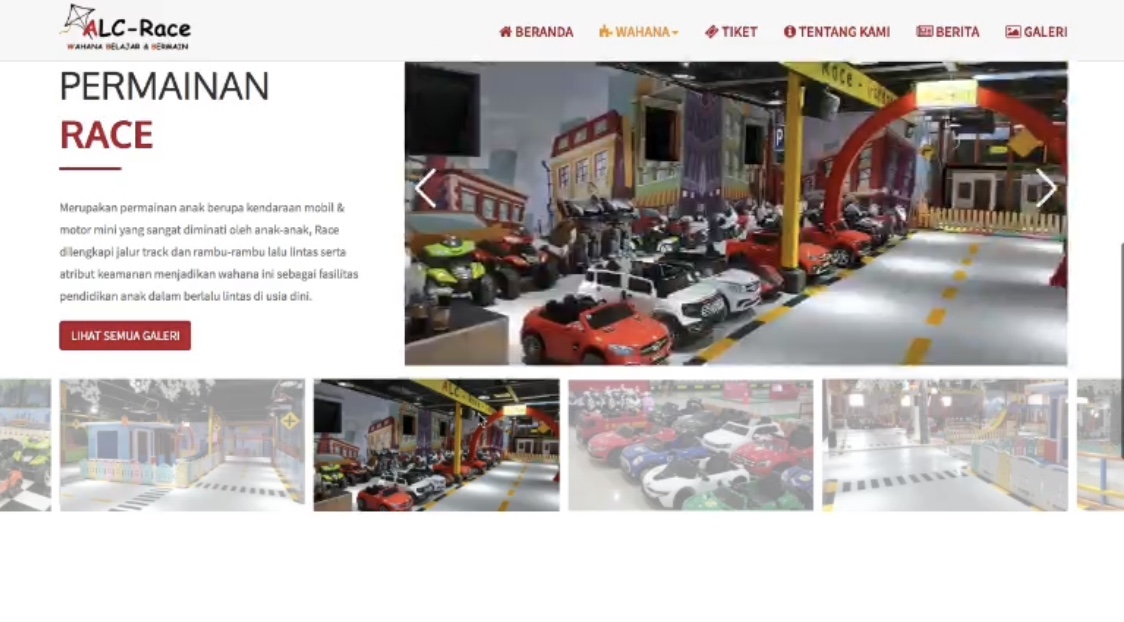 ALC-Race
WAHANA BELAJAR & BERMAIN
BERANDA
WAHANA
TIKET
TENTANG KAMI
BERITA
GALERI
PERMAINAN
RACE
Merupakan permainan anak berupa kendaraan mobil &
motor mini yang sangat diminati oleh anak-anak, Race
dilengkapi jalur track dan rambu-rambu lalu lintas serta
atribut keamanan menjadikan wahana ini sebagai fasilitas
pendidikan anak dalam berlalu lintas di usia dini.
LIHAT SEMUA GALERI
Race -
P